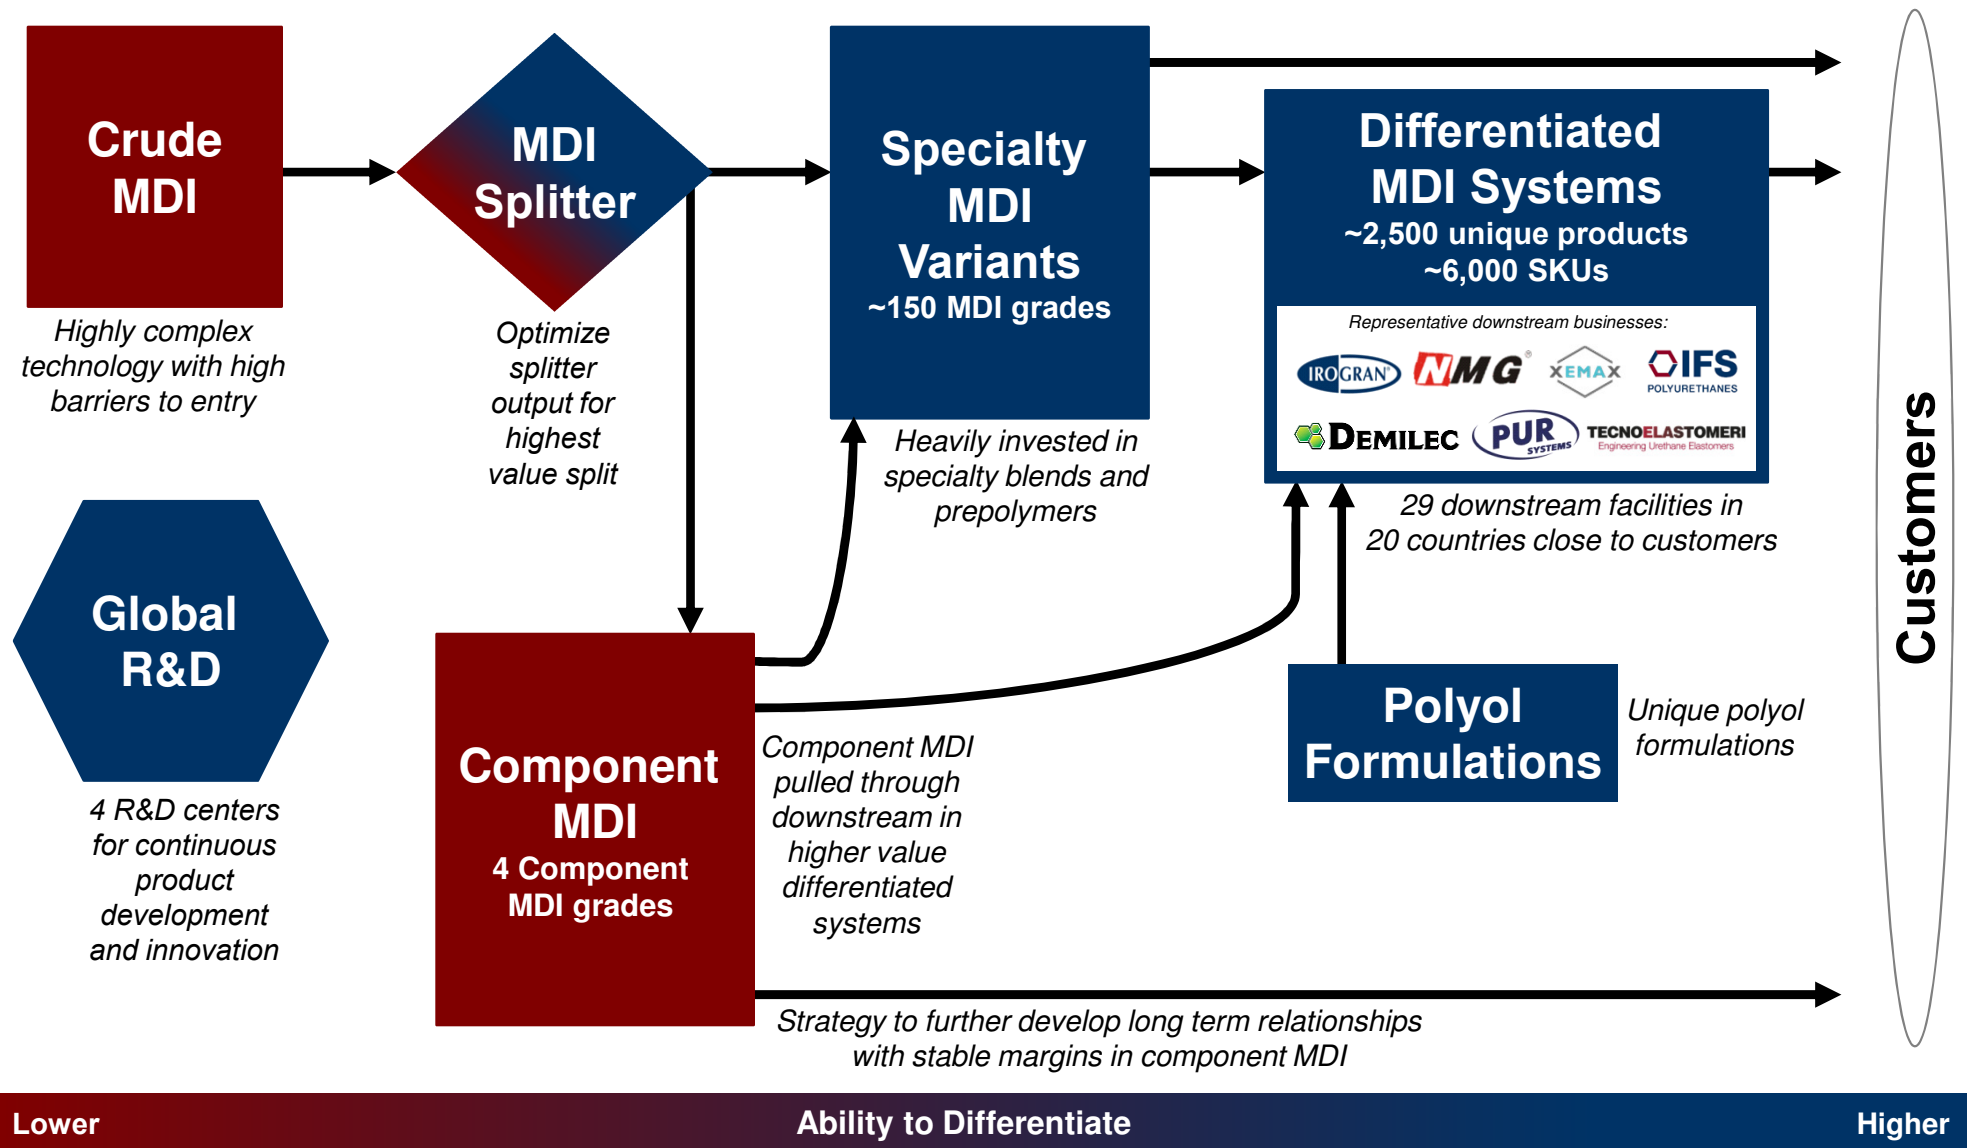 Crude
MDI
Highly complex
technology with high
barriers to entry
MDI
Splitter
Optimize
splitter
output for
highest
value split
Specialty
MDI
Variants
~150 MDI grades
Heavily invested in
specialty blends and
prepolymers
Differentiated
MDI Systems
~2,500 unique products
~6,000 SKUs
Representative downstream businesses:
IROGRAN®
NMG®
XEMAX
IFS
POLYURETHANES
DEMILEC
PUR
SYSTEMS
TECNOELASTOMERI
Engineering Urethane Elastomers
29 downstream facilities in
20 countries close to customers
Customers
Global
R&D
4 R&D centers
for continuous
product
development
and innovation
Component
MDI
4 Component
MDI grades
Component MDI
pulled through
downstream in
higher value
differentiated
systems
Polyol
Formulations
Unique polyol
formulations
Strategy to further develop long term relationships
with stable margins in component MDI
Lower
Ability to Differentiate
Higher